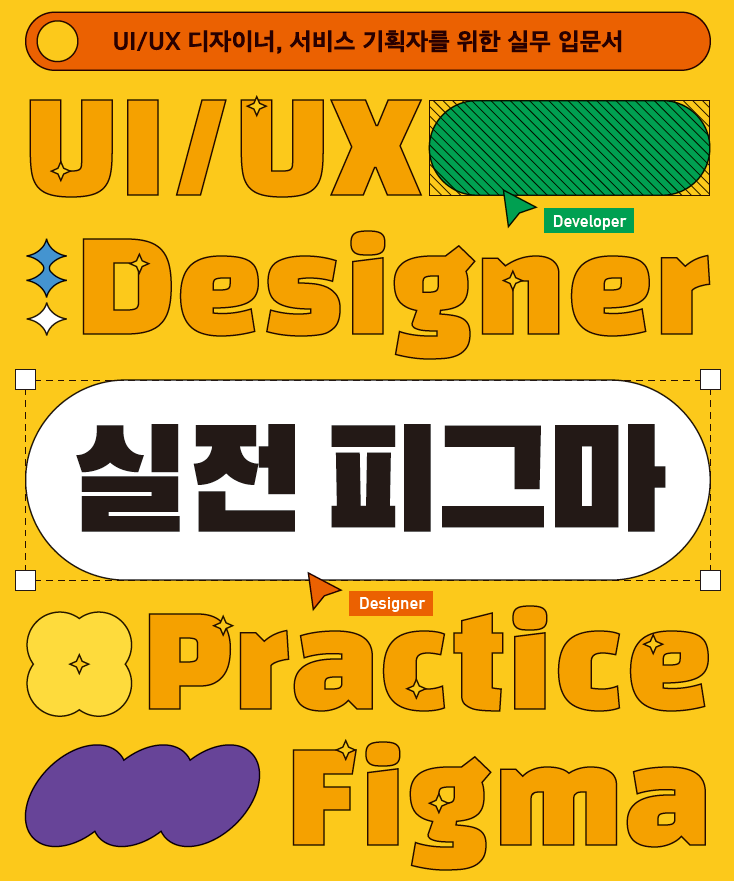 UI/UX 디자이너, 서비스 기획자를 위한 실무 입문서
UI/UX
Developer
Designer
실전 피그마
Designer
Practice
Figma